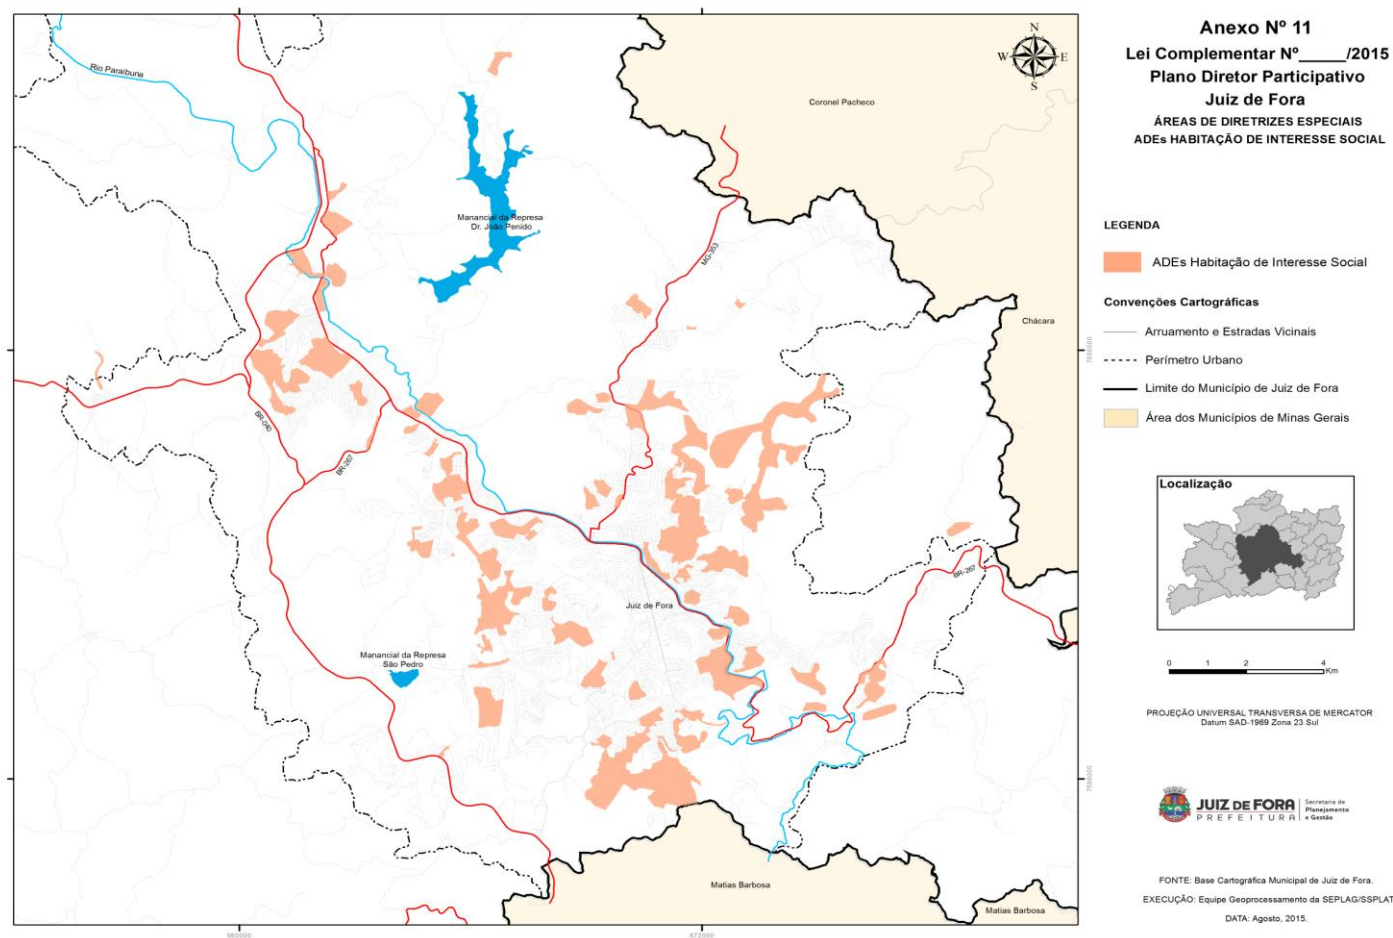 Anexo Nº 11
Lei Complementar Nº_____/2015
Plano Diretor Participativo
Juiz de Fora
ÁREAS DE DIRETRIZES ESPECIAIS
ADEs HABITAÇÃO DE INTERESSE SOCIAL
N
W E
S
Rio Paraibuna
Coronel Pacheco
Manancial da Represa
Dr. João Penido
MG-353
Chácara
BR-040
BR-267
BR-267
Juiz de Fora
Manancial da Represa
São Pedro
Matias Barbosa
Matias Barbosa
660000
672000
LEGENDA
ADEs Habitação de Interesse Social
Convenções Cartográficas
Arruamento e Estradas Vicinais
Perímetro Urbano
Limite do Município de Juiz de Fora
Área dos Municípios de Minas Gerais
Localização
0 1 2 4
Km
PROJEÇÃO UNIVERSAL TRANSVERSA DE MERCATOR
Datum SAD-1969 Zona 23 Sul
JUIZ DE FORA
PREFEITURA
Secretaria de
Planejamento
e Gestão
FONTE: Base Cartográfica Municipal de Juiz de Fora.
EXECUÇÃO: Equipe Geoprocessamento da SEPLAG/SSPLAT
DATA: Agosto, 2015.